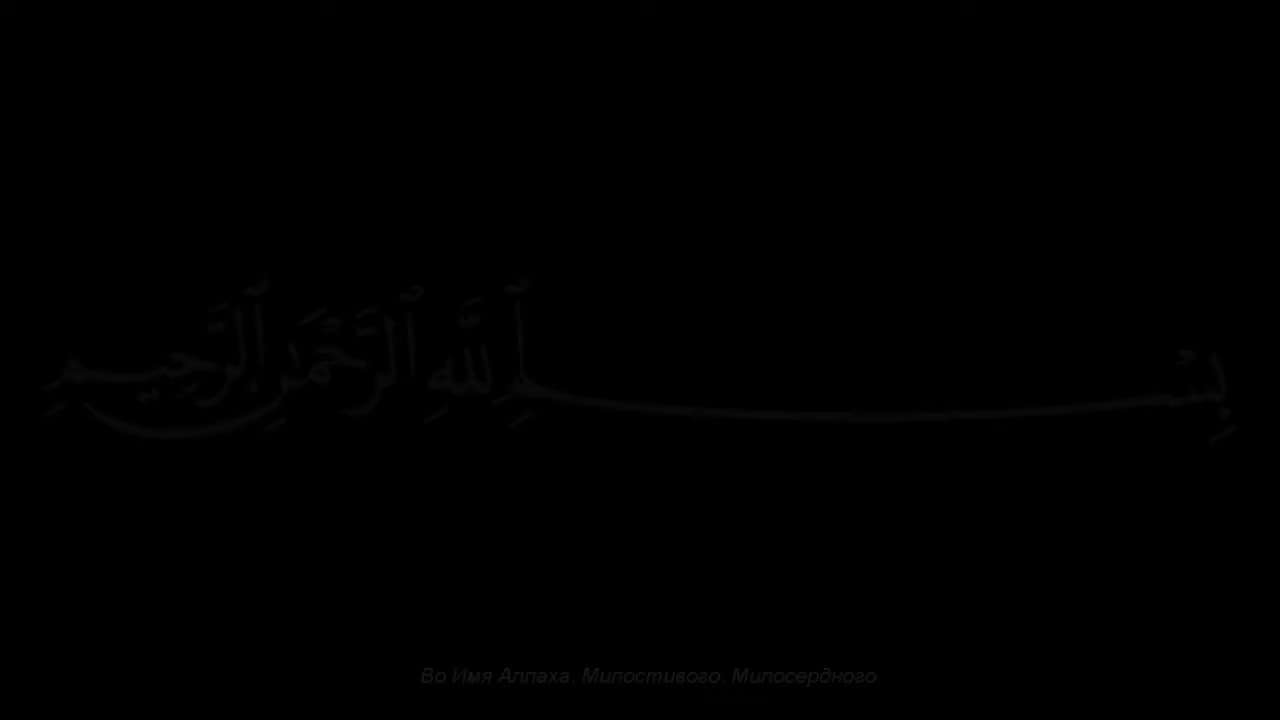 بِسْمِ ٱللَّهِ ٱلرَّحْمَٰنِ ٱلرَّحِيمِ
Во Имя Аллаха, Милостивого, Милосердного